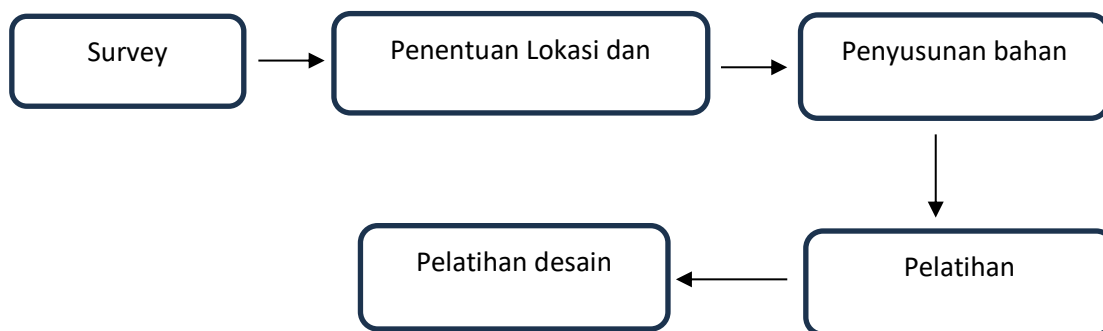 Survey
Penentuan Lokasi dan
Penyusunan bahan
Pelatihan
Pelatihan desain